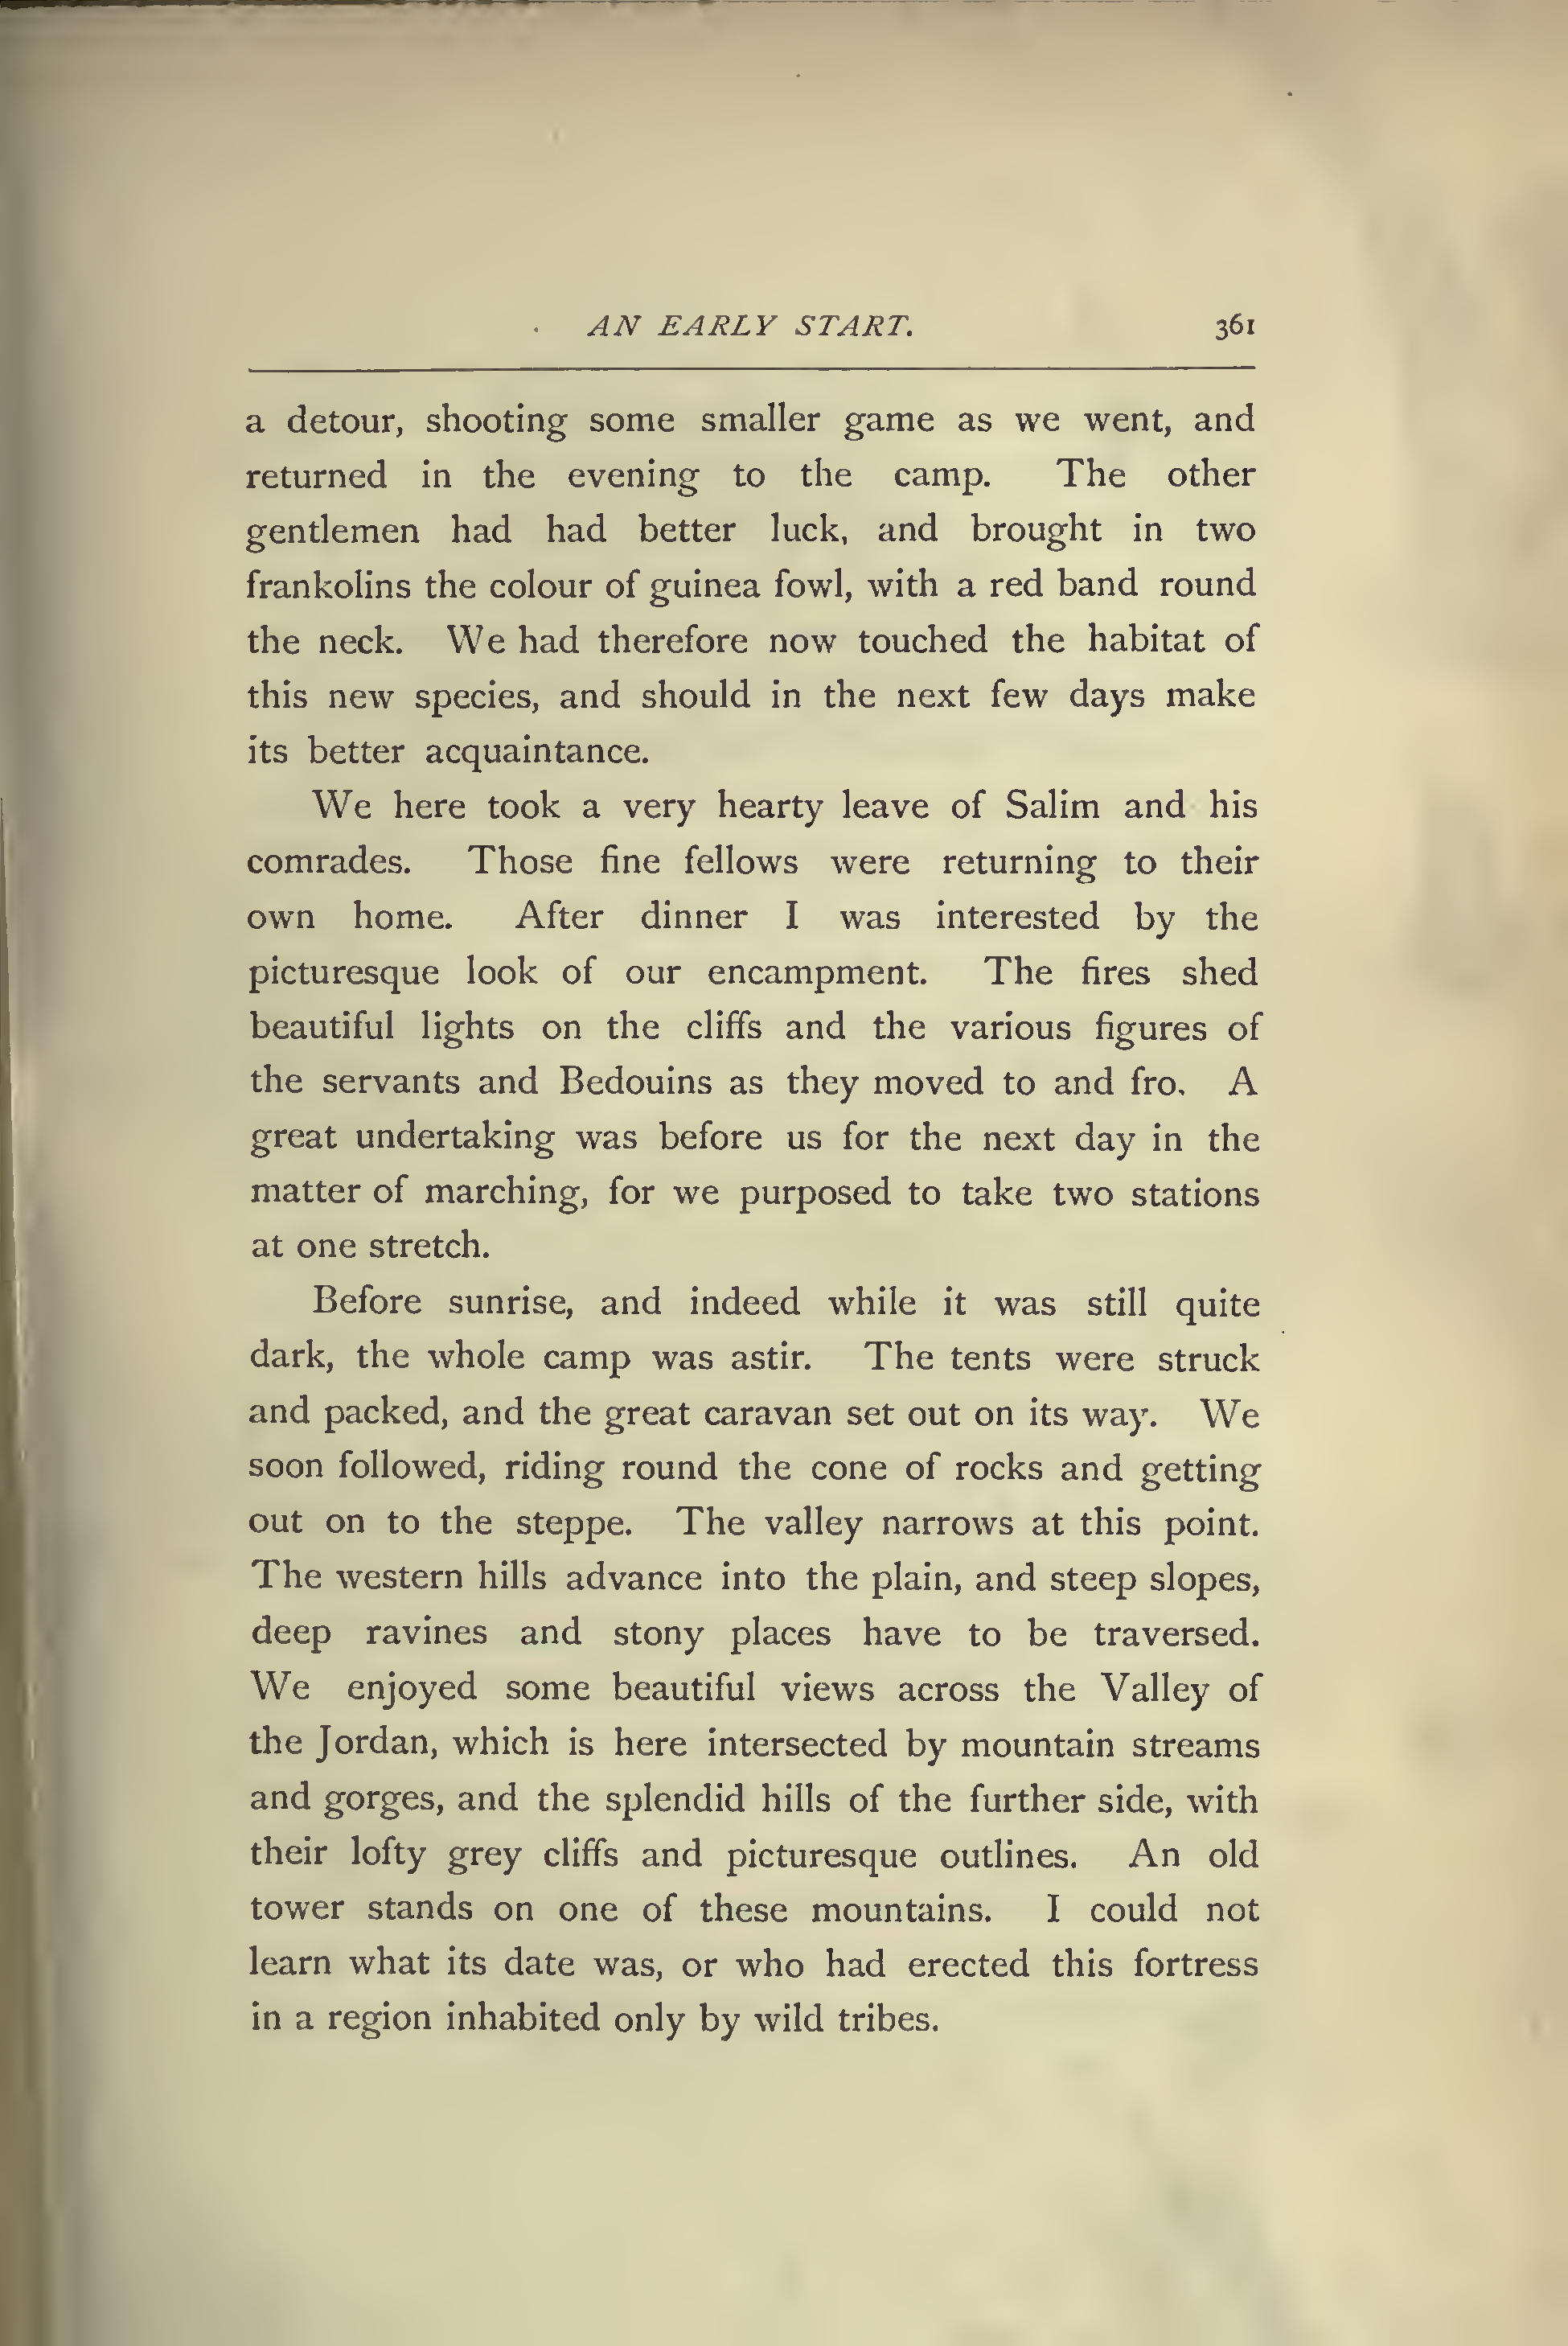 AN EARLY START. 361
a detour, shooting some smaller game as we went, and
returned in the evening to the camp. The other
gentlemen had had better luck, and brought in two
frankolins the colour of guinea fowl, with a red band round
the neck. We had therefore now touched the habitat of
this new species, and should in the next few days make
its better acquaintance.
We here took a very hearty leave of Salim and his
comrades. Those fine fellows were returning to their
own home. After dinner I was interested by the
picturesque look of our encampment. The fires shed
beautiful lights on the cliffs and the various figures of
the servants and Bedouins as they moved to and fro. A
great undertaking was before us for the next day in the
matter of marching, for we purposed to take two stations
at one stretch.
Before sunrise, and indeed while it was still quite
dark, the whole camp was astir. The tents were struck
and packed, and the great caravan set out on its way. We
soon followed, riding round the cone of rocks and getting
out on to the steppe. The valley narrows at this point.
The western hills advance into the plain, and steep slopes,
deep ravines and stony places have to be traversed.
We enjoyed some beautiful views across the Valley of
the Jordan, which is here intersected by mountain streams
and gorges, and the splendid hills of the further side, with
their lofty grey cliffs and picturesque outlines. An old
tower stands on one of these mountains. I could not
learn what its date was, or who had erected this fortress
in a region inhabited only by wild tribes.